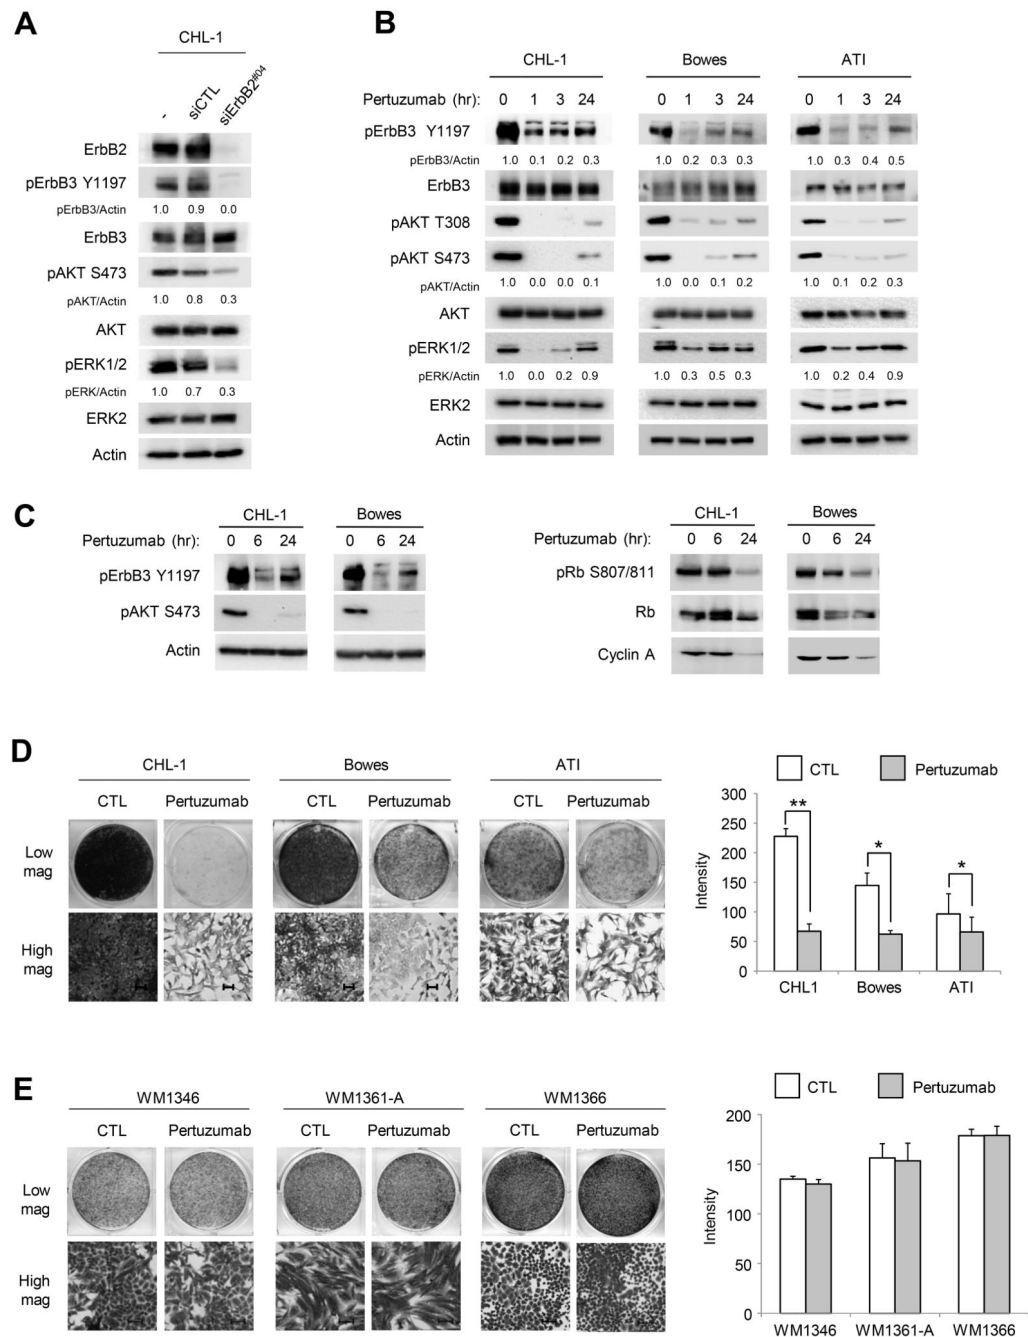 A
CHL-1
- siCTL siErbB2#04
ErbB2
pErbB3 Y1197
pErbB3/Actin 1.0 0.9 0.0
ErbB3
pAKT S473
pAKT/Actin 1.0 0.8 0.3
AKT
pERK1/2
pERK/Actin 1.0 0.7 0.3
ERK2
Actin
B
CHL-1 Bowes ATI
Pertuzumab (hr): 0 1 3 24 0 1 3 24 0 1 3 24
pErbB3 Y1197
pErbB3/Actin 1.0 0.1 0.2 0.3 1.0 0.2 0.3 0.3 1.0 0.3 0.4 0.5
ErbB3
pAKT T308
pAKT S473
pAKT/Actin 1.0 0.0 0.0 0.1 1.0 0.0 0.1 0.2 1.0 0.1 0.2 0.3
AKT
pERK1/2
pERK/Actin 1.0 0.0 0.2 0.9 1.0 0.3 0.5 0.3 1.0 0.2 0.4 0.9
ERK2
Actin
C
CHL-1 Bowes
Pertuzumab (hr): 0 6 24 0 6 24
pErbB3 Y1197
pAKT S473
Actin
CHL-1 Bowes
Pertuzumab (hr): 0 6 24 0 6 24
pRb S807/811
Rb
Cyclin A
D
CHL-1 Bowes ATI
CTL Pertuzumab CTL Pertuzumab CTL Pertuzumab
Low
mag
High
mag
CTL Pertuzumab
300
250
200
150
100
50
0
Intensity
** * *
CHL1 Bowes ATI
E
WM1346 WM1361-A WM1366
CTL Pertuzumab CTL Pertuzumab CTL Pertuzumab
Low
mag
High
mag
CTL Pertuzumab
200
150
100
50
0
Intensity
WM1346 WM1361-A WM1366